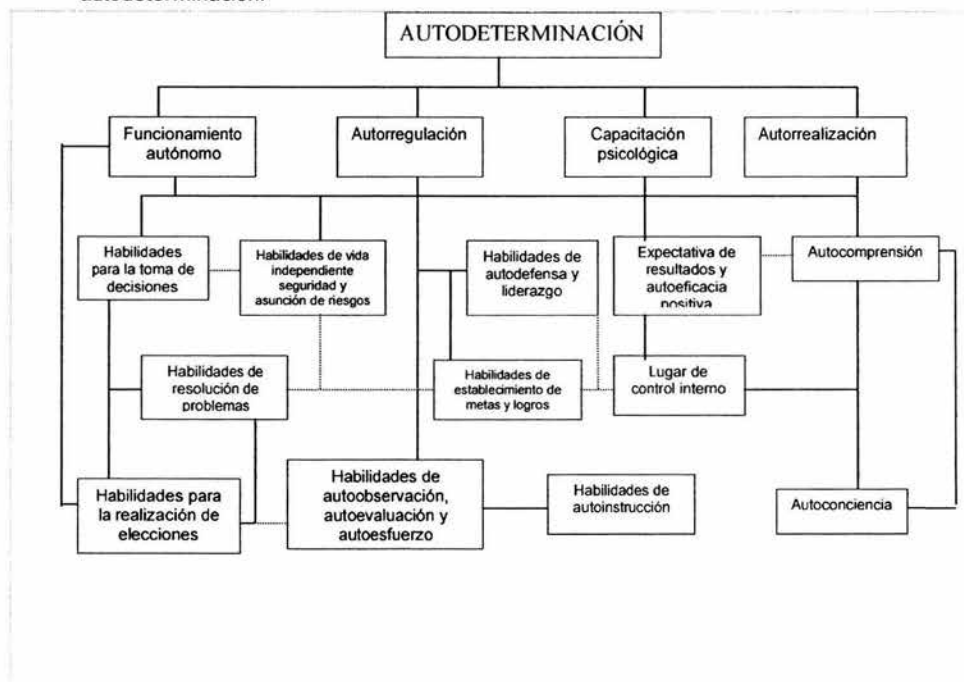 autodeterminación.
AUTODETERMINACIÓN
Funcionamiento
autónomo
Autorregulación
Capacitación
psicológica
Autorrealización
Habilidades
para la toma de
decisiones
Habilidades de vida
independiente
seguridad y
asunción de riesgos
Habilidades de
autodefensa y
liderazgo
Expectativa de
resultados y
autoeficacia
positiva
Autocomprensión
Habilidades de
resolución de
problemas
Habilidades de
establecimiento de
metas y logros
Lugar de
control interno
Habilidades para
la realización de
elecciones
Habilidades de
autoobservación,
autoevaluación y
autoesfuerzo
Habilidades de
autoinstrucción
Autoconciencia